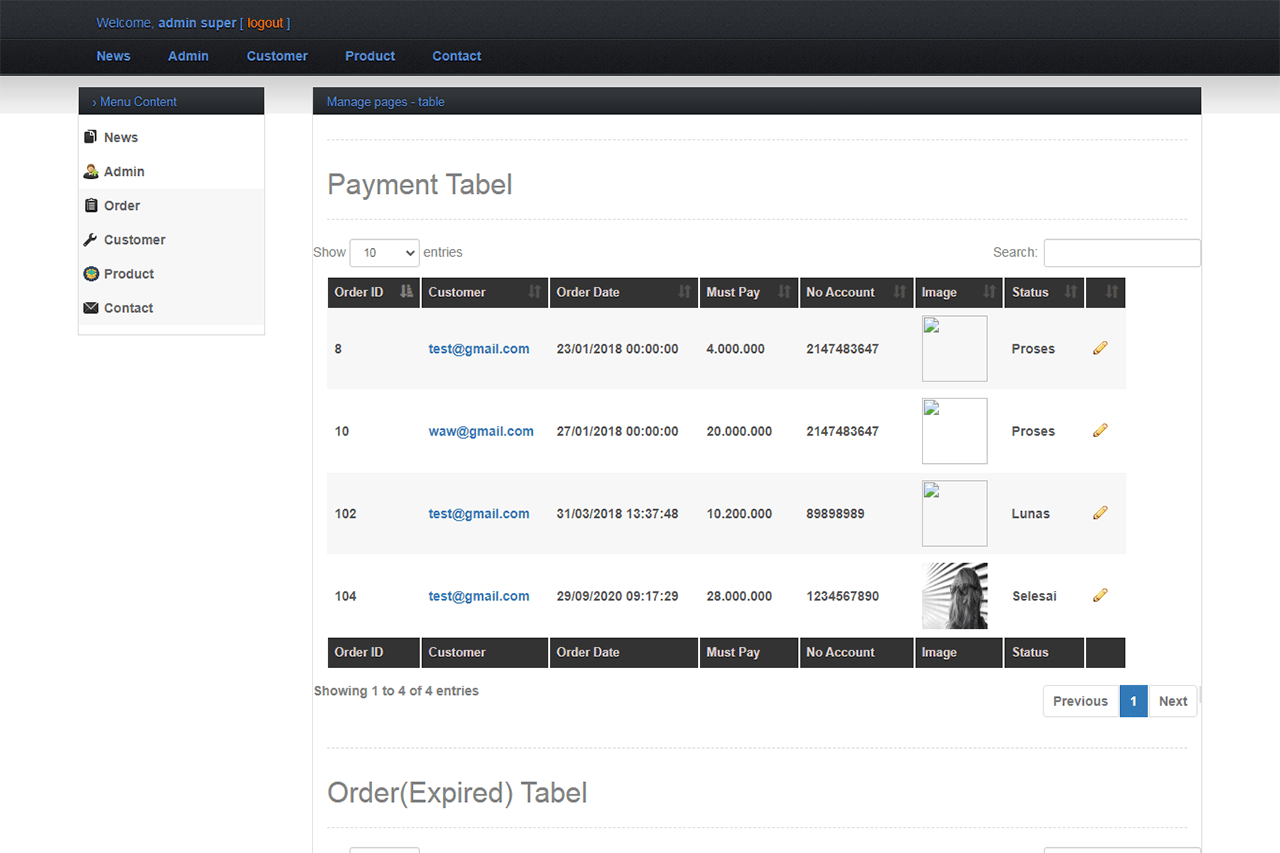 Welcome, admin super [ logout ]
News Admin Customer Product Contact
› Menu Content
News
Admin
Order
Customer
Product
Contact
Manage pages - table
Payment Tabel
Show 10 entries Search:
Order ID Customer Order Date Must Pay No Account Image Status
8 test@gmail.com 23/01/2018 00:00:00 4.000.000 2147483647 Proses
10 waw@gmail.com 27/01/2018 00:00:00 20.000.000 2147483647 Proses
102 test@gmail.com 31/03/2018 13:37:48 10.200.000 89898989 Lunas
104 test@gmail.com 29/09/2020 09:17:29 28.000.000 1234567890 Selesai
Order ID Customer Order Date Must Pay No Account Image Status
Showing 1 to 4 of 4 entries Previous 1 Next
Order(Expired) Tabel